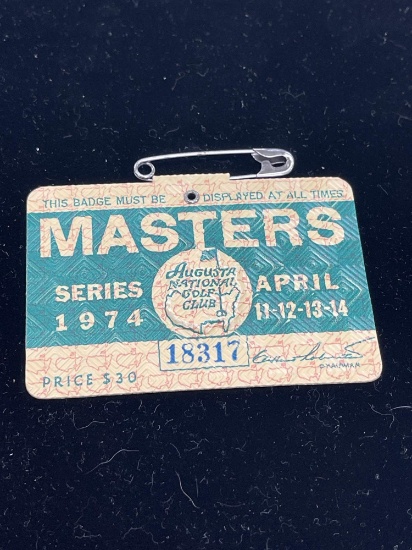 THIS BADGE MUST BE DISPLAYED AT ALL TIMES
MASTERS
SERIES
1974
AUGUSTA
NATIONAL
GOLF
CLUB
APRIL
11-12-13-14
18317
CHAIRMAN
PRICE $30